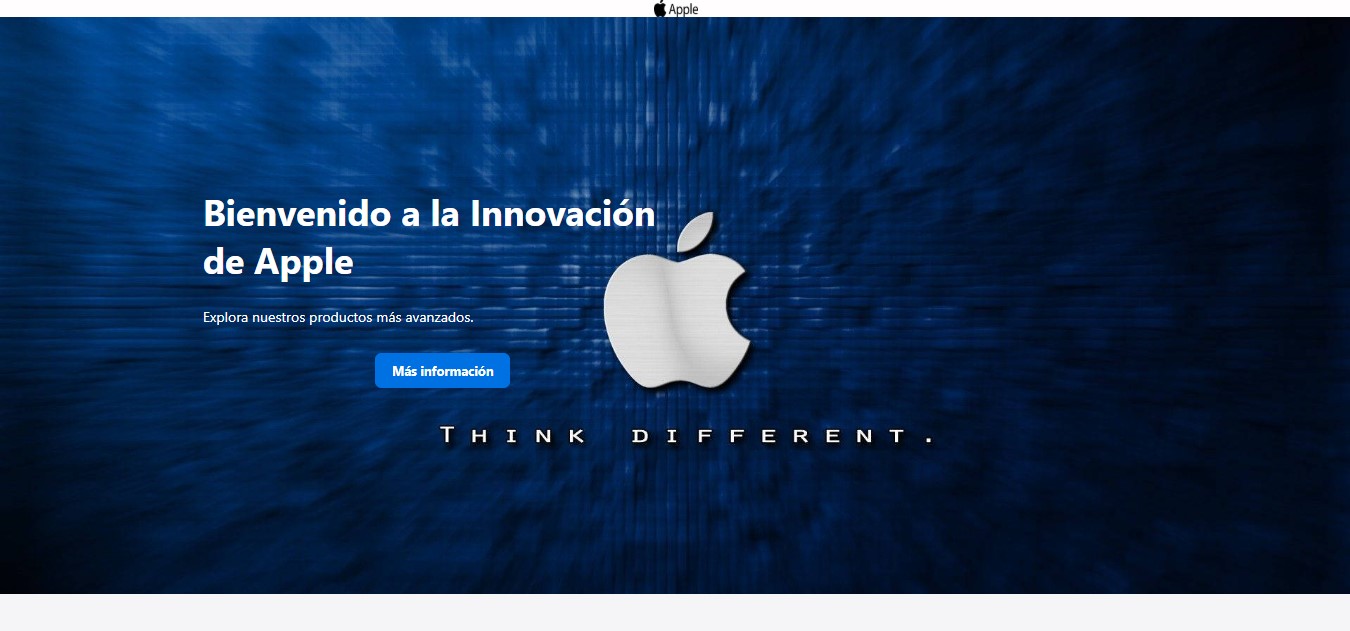 Apple
Bienvenido a la Innovación
de Apple
Explora nuestros productos más avanzados.
Más información
THINK DIFFERENT.